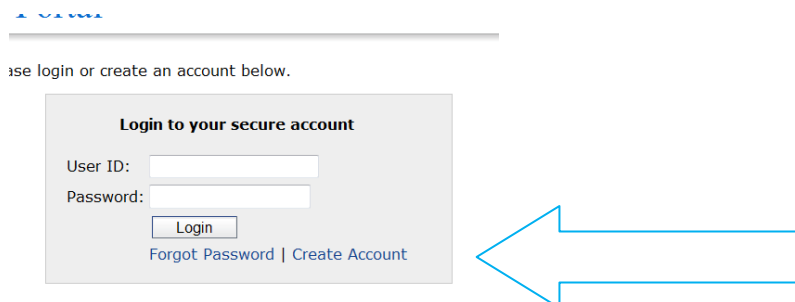 Portal
ase login or create an account below.
Login to your secure account
User ID:
Password:
Login
Forgot Password | Create Account